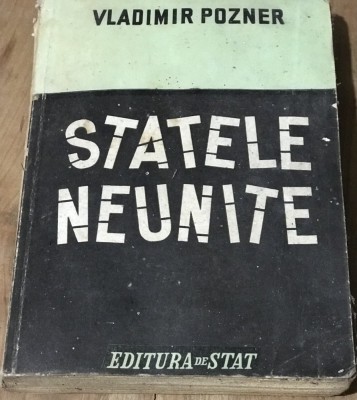 VLADIMIR POZNER
STATELE
NEUNITE
EDITURA DE STAT